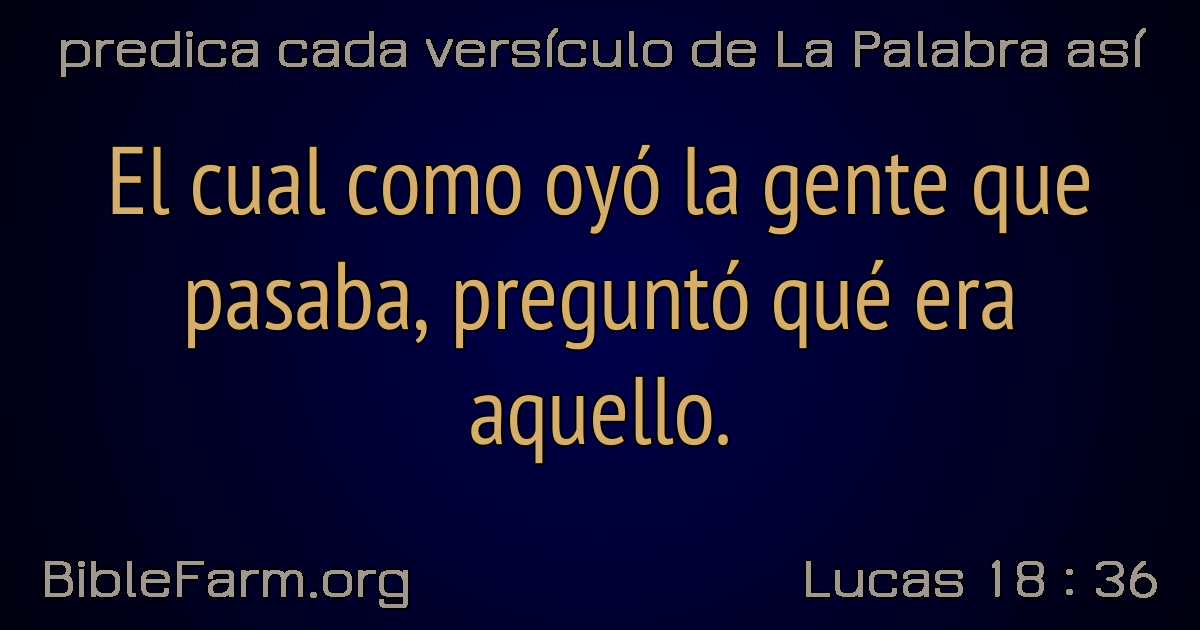 predica cada versículo de La Palabra así
El cual como oyó la gente que
pasaba, preguntó qué era
aquello.
BibleFarm.org
Lucas 18 : 36